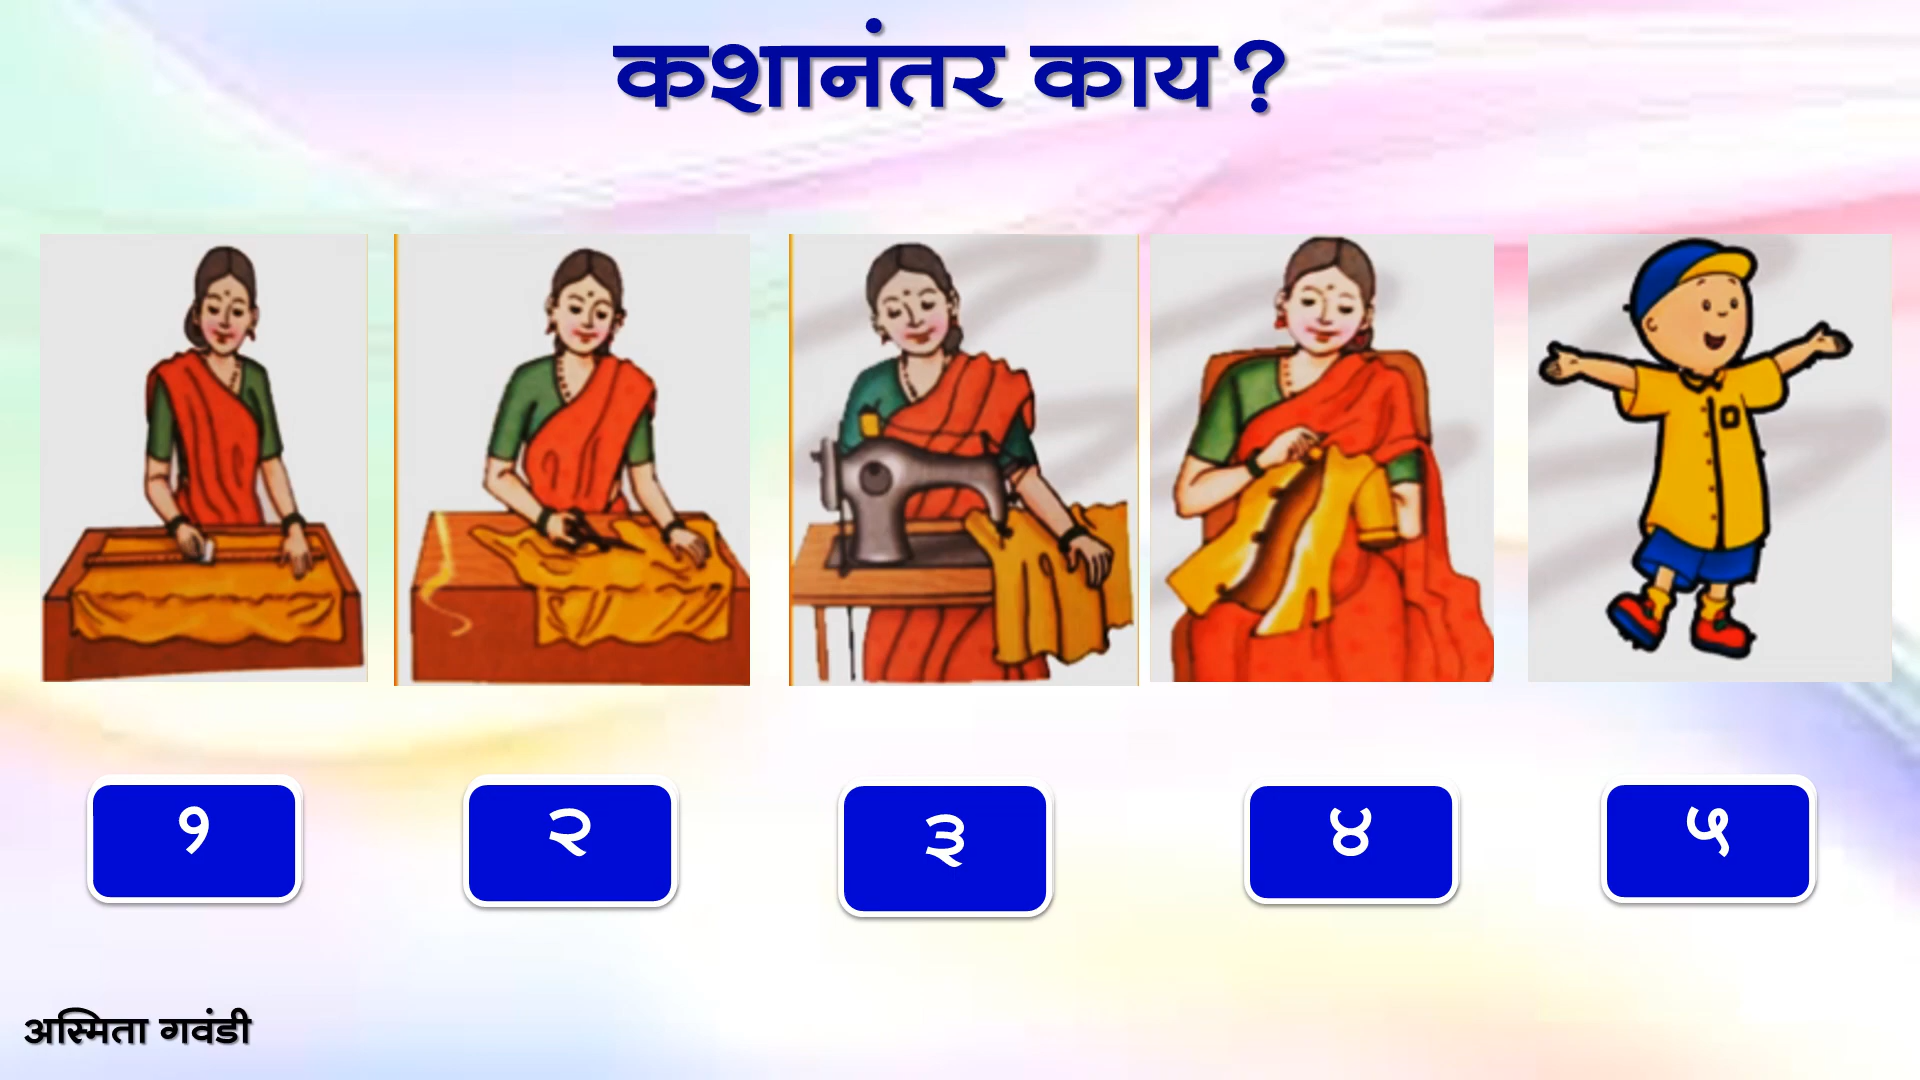 कशानंतर काय?
१
२
३
४
५
अस्मिता गवंडी